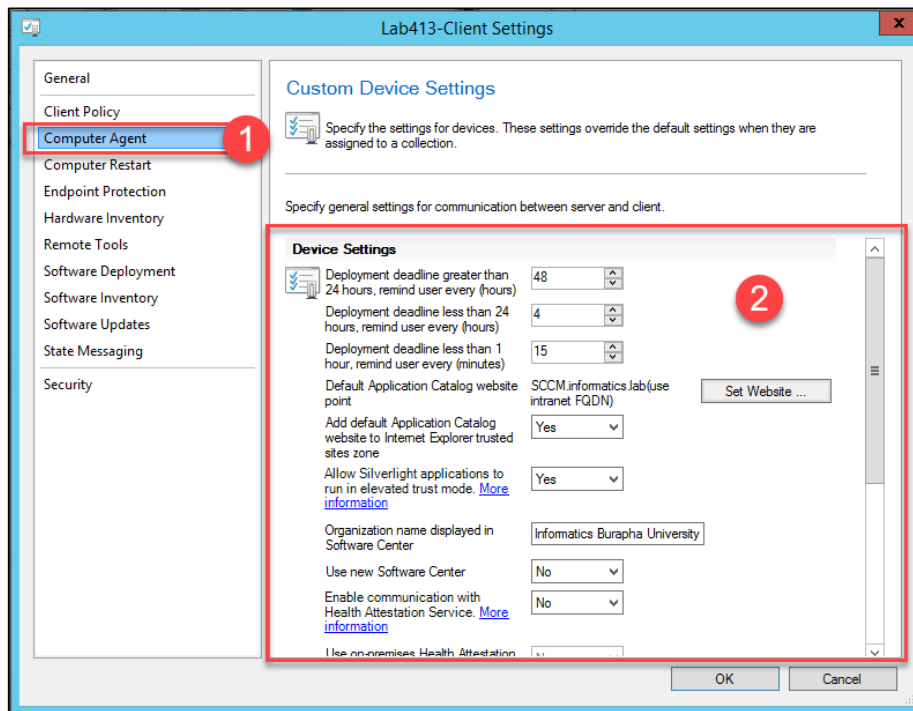 Lab413-Client Settings
x
General
Client Policy
Computer Agent
1
Computer Restart
Endpoint Protection
Hardware Inventory
Remote Tools
Software Deployment
Software Inventory
Software Updates
State Messaging
Security
Custom Device Settings
Specify the settings for devices. These settings override the default settings when they are
assigned to a collection.
Specify general settings for communication between server and client.
Device Settings
2
Deployment deadline greater than
24 hours, remind user every (hours)
48
Deployment deadline less than 24
hours, remind user every (hours)
4
Deployment deadline less than 1
hour, remind user every (minutes)
15
Default Application Catalog website
point
SCCM.informatics.lab(use
intranet FQDN)
Set Website ...
Add default Application Catalog
website to Internet Explorer trusted
sites zone
Yes
Allow Silverlight applications to
run in elevated trust mode. More
information
Yes
Organization name displayed in
Software Center
Informatics Burapha University
Use new Software Center
No
Enable communication with
Health Attestation Service. More
information
No
Use on-premises Health Attestation
OK
Cancel